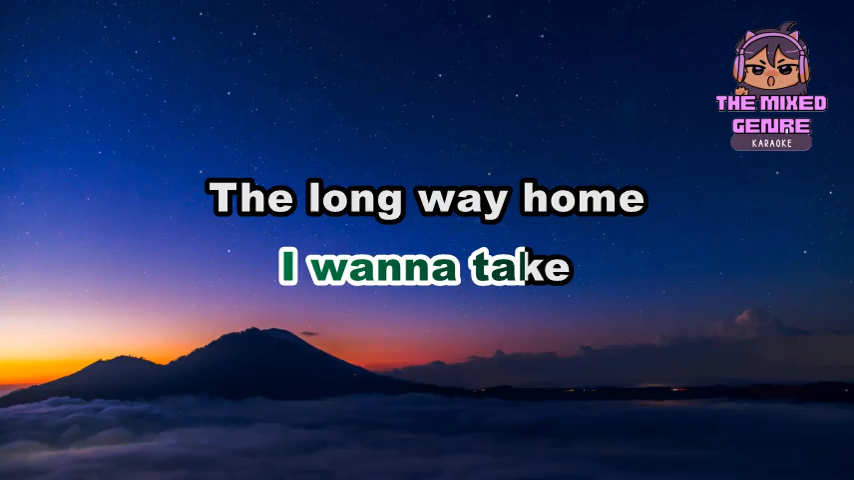 THE MIXED
GENRE
KARAOKE
The long way home
I wanna take